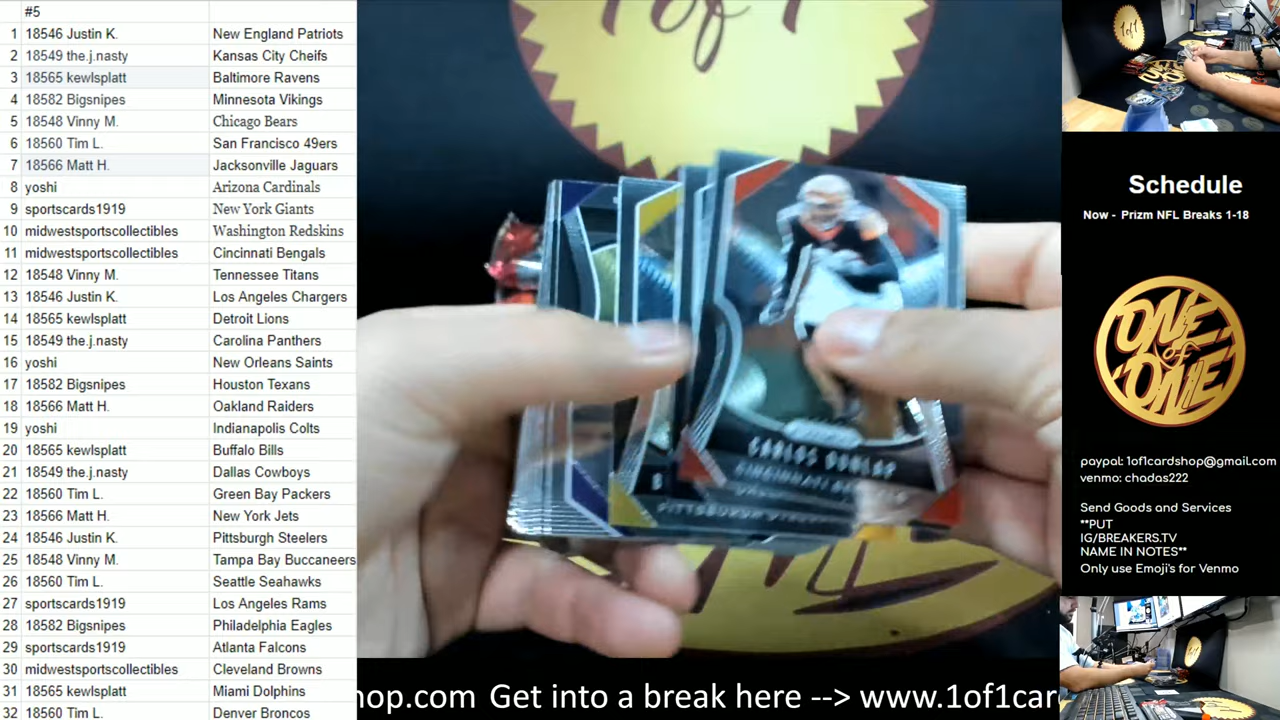 #5
1 18546 Justin K. New England Patriots
2 18549 the.j.nasty Kansas City Cheifs
3 18565 kewlsplatt Baltimore Ravens
4 18582 Bigsnipes Minnesota Vikings
5 18548 Vinny M. Chicago Bears
6 18560 Tim L. San Francisco 49ers
7 18566 Matt H. Jacksonville Jaguars
8 yoshi Arizona Cardinals
9 sportscards1919 New York Giants
10 midwestsportscollectibles Washington Redskins
11 midwestsportscollectibles Cincinnati Bengals
12 18548 Vinny M. Tennessee Titans
13 18546 Justin K. Los Angeles Chargers
14 18565 kewlsplatt Detroit Lions
15 18549 the.j.nasty Carolina Panthers
16 yoshi New Orleans Saints
17 18582 Bigsnipes Houston Texans
18 18566 Matt H. Oakland Raiders
19 yoshi Indianapolis Colts
20 18565 kewlsplatt Buffalo Bills
21 18549 the.j.nasty Dallas Cowboys
22 18560 Tim L. Green Bay Packers
23 18566 Matt H. New York Jets
24 18546 Justin K. Pittsburgh Steelers
25 18548 Vinny M. Tampa Bay Buccaneers
26 18560 Tim L. Seattle Seahawks
27 sportscards1919 Los Angeles Rams
28 18582 Bigsnipes Philadelphia Eagles
29 sportscards1919 Atlanta Falcons
30 midwestsportscollectibles Cleveland Browns
31 18565 kewlsplatt Miami Dolphins
32 18560 Tim L. Denver Broncos
of
CARLOS DUNLAP
CINCINNATI
PITTSBURGH
hop.com Get into a break here --> www.1of1car
1of1
Schedule
Now - Prizm NFL Breaks 1-18
ONE
of
ONE
paypal: 1of1cardshop@gmail.com
venmo: chadas222
Send Goods and Services
**PUT
IG/BREAKERS.TV
NAME IN NOTES**
Only use Emoji's for Venmo